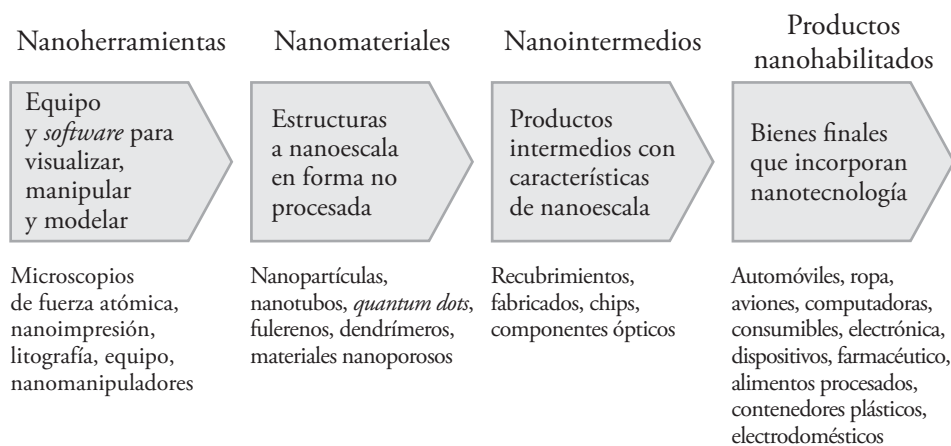 Nanoherramientas
Equipo
y software para
visualizar,
manipular
y modelar
Microscopios
de fuerza atómica,
nanoimpresión,
litografía, equipo,
nanomanipuladores
Nanomateriales
Estructuras
a nanoescala
en forma no
procesada
Nanopartículas,
nanotubos, quantum dots,
fulerenos, dendrímeros,
materiales nanoporosos
Nanointermedios
Productos
intermedios con
características
de nanoescala
Recubrimientos,
fabricados, chips,
componentes ópticos
Productos
nanohabilitados
Bienes finales
que incorporan
nanotecnología
Automóviles, ropa,
aviones, computadoras,
consumibles, electrónica,
dispositivos, farmacéutico,
alimentos procesados,
contenedores plásticos,
electrodomésticos